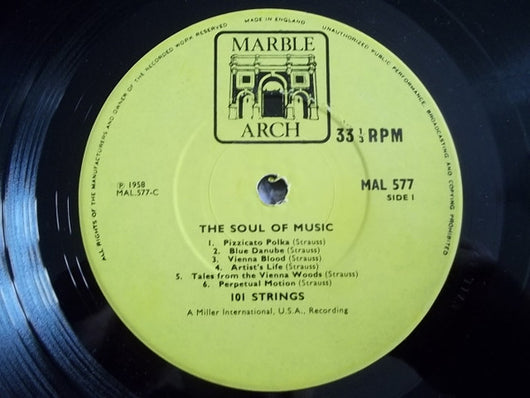 MADE IN ENGLAND
ALL RIGHTS OF THE MANUFACTURERS AND OWNER OF THE RECORDED WORK RESERVED
UNAUTHORIZED PUBLIC PERFORMANCE, BROADCASTING AND COPYING PROHIBITED
MARBLE
ARCH
33 1/3 RPM
℗ 1958
MAL.577-C
MAL 577
SIDE 1
THE SOUL OF MUSIC
1. Pizzicato Polka (Strauss)
2. Blue Danube (Strauss)
3. Vienna Blood (Strauss)
4. Artist's Life (Strauss)
5. Tales from the Vienna Woods (Strauss)
6. Perpetual Motion (Strauss)
101 STRINGS
A Miller International, U.S.A., Recording